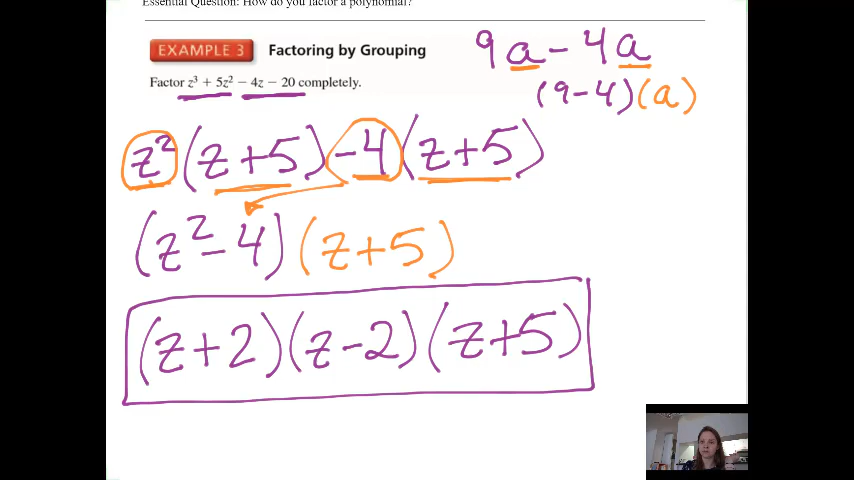 Essential Question: How do you factor a polynomial?
EXAMPLE 3 Factoring by Grouping
Factor z³ + 5z² − 4z − 20 completely.
9a − 4a
(9−4)(a)
z²(z+5)−4(z+5)
(z²−4)(z+5)
(z+2)(z−2)(z+5)